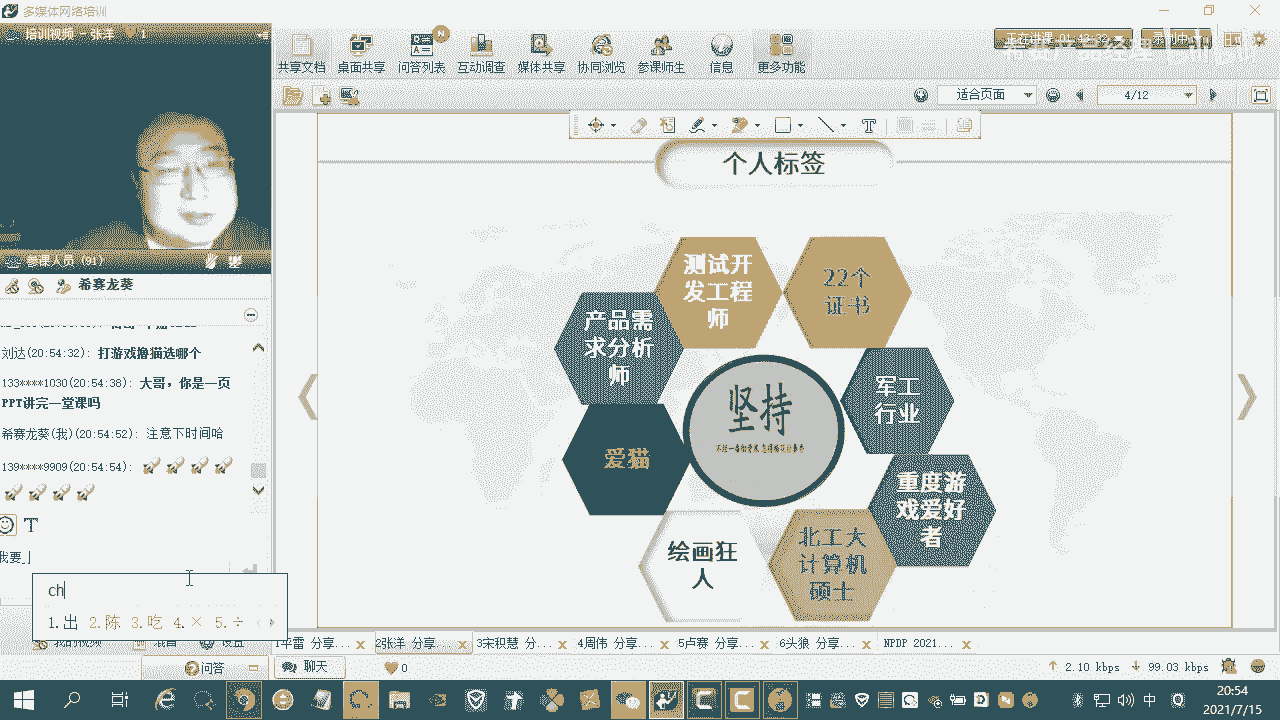 多媒体网络培训
培训视频 - 张洋 1
正在讲课 01:43:32
录制中
共享文档 桌面共享 问答列表 互动调查 媒体共享 协同浏览 参课师生 信息 更多功能
N
适合页面 4/12
T
个人标签
测试开
发工程
师
22个
证书
产品需
求分析
师
坚持
军工
行业
爱猫
重度游
戏爱好
者
绘画狂
人
北工大
计算机
硕士
参课人员 (91)
希赛龙菱
刘达(20:54:32): 打游戏撸猫选哪个
133****1030(20:54:38): 大哥，你是一页
PPT讲完一堂课吗
希赛龙菱(我)(20:54:52): 注意下时间哈
139****9909(20:54:54):
T
我要
ch
1.出 2.陈 3.吃 4.× 5.÷
分享... 2张洋 分享... 3宋积慧 分... 4周伟 分享... 5卢赛 分享... 6头狼 分享... NPDP 2021...
问答 聊天 0
2.10 kbps 99.03 kbps
中
20:54
2021/7/15